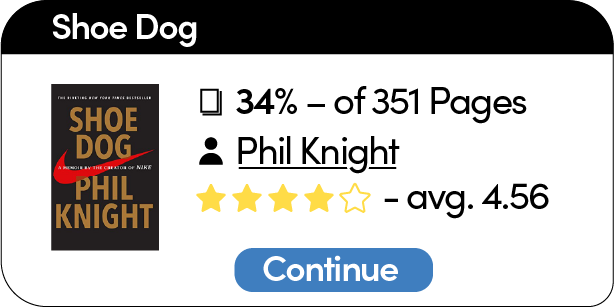 Shoe Dog
THE RIVETING NEW YORK TIMES BESTSELLER
SHOE
DOG
A MEMOIR BY THE CREATOR OF NIKE
PHIL
KNIGHT
34% – of 351 Pages
Phil Knight
- avg. 4.56
Continue